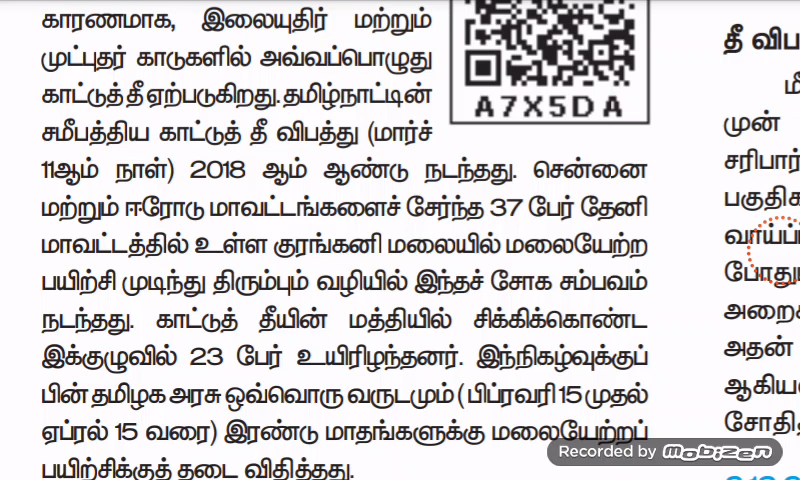 காரணமாக, இலையுதிர் மற்றும்
முட்புதர் காடுகளில் அவ்வப்பொழுது
காட்டுத் தீ ஏற்படுகிறது. தமிழ்நாட்டின்
சமீபத்திய காட்டுத் தீ விபத்து (மார்ச்
11ஆம் நாள்) 2018 ஆம் ஆண்டு நடந்தது. சென்னை
மற்றும் ஈரோடு மாவட்டங்களைச் சேர்ந்த 37 பேர் தேனி
மாவட்டத்தில் உள்ள குரங்கனி மலையில் மலையேற்ற
பயிற்சி முடிந்து திரும்பும் வழியில் இந்தச் சோக சம்பவம்
நடந்தது. காட்டுத் தீயின் மத்தியில் சிக்கிக்கொண்ட
இக்குழுவில் 23 பேர் உயிரிழந்தனர். இந்நிகழ்வுக்குப்
பின் தமிழக அரசு ஒவ்வொரு வருடமும் ( பிப்ரவரி 15 முதல்
ஏப்ரல் 15 வரை) இரண்டு மாதங்களுக்கு மலையேற்றப்
பயிற்சிக்குத் தடை விதித்தது.
A7X5DA
தீ விப
மீ
முன்
சரிபார்
பகுதிக
வாய்ப்
போது
அறைக
அதன்
ஆகிய
சோதி
Recorded by mobizen